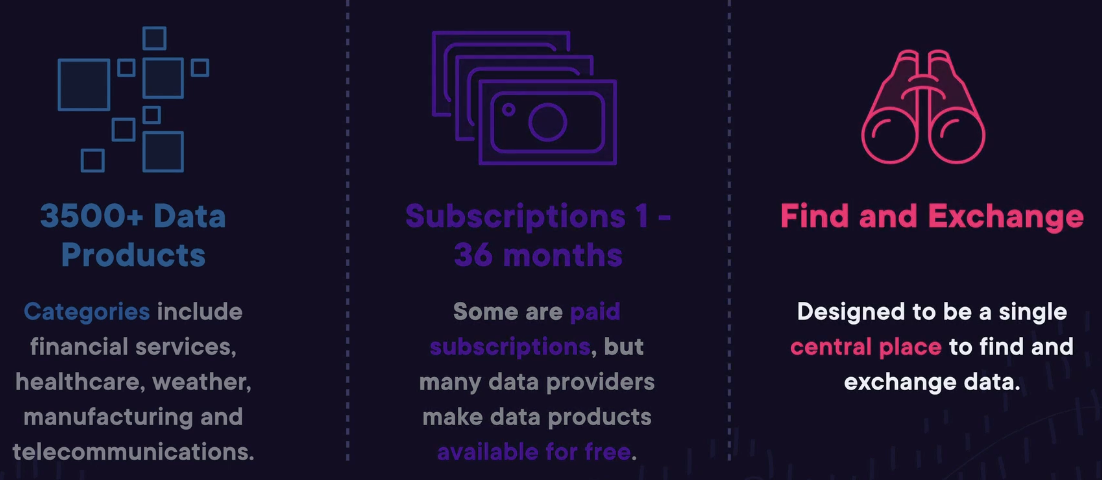 3500+ Data
Products
Categories include
financial services,
healthcare, weather,
manufacturing and
telecommunications.
Subscriptions 1 -
36 months
Some are paid
subscriptions, but
many data providers
make data products
available for free.
Find and Exchange
Designed to be a single
central place to find and
exchange data.